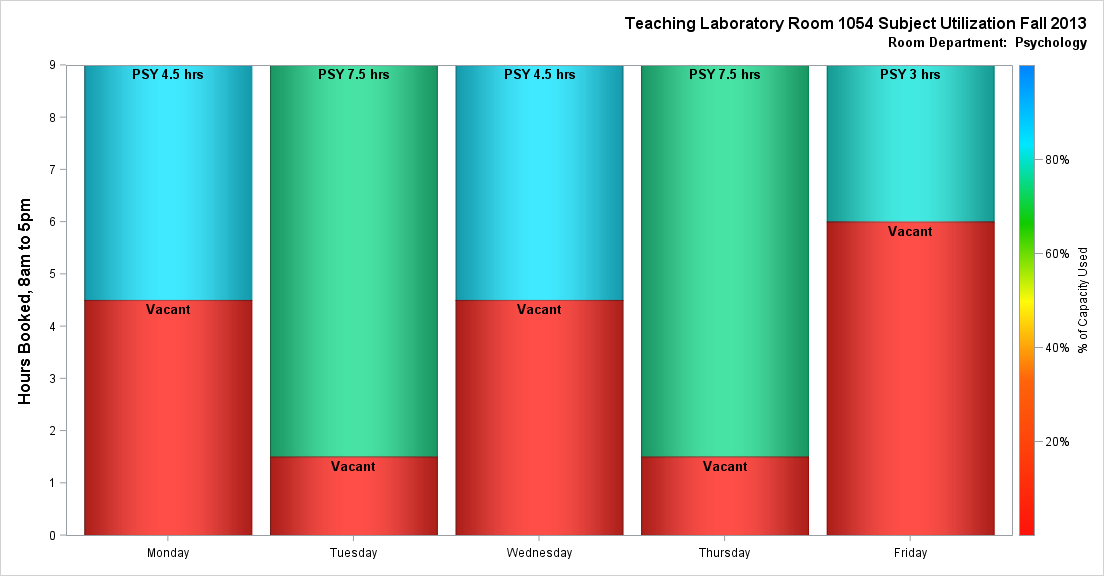 Teaching Laboratory Room 1054 Subject Utilization Fall 2013
Room Department:  Psychology
Hours Booked, 8am to 5pm
9
8
7
6
5
4
3
2
1
0
PSY 4.5 hrs
Vacant
PSY 7.5 hrs
Vacant
PSY 4.5 hrs
Vacant
PSY 7.5 hrs
Vacant
PSY 3 hrs
Vacant
Monday
Tuesday
Wednesday
Thursday
Friday
80%
60%
40%
20%
% of Capacity Used